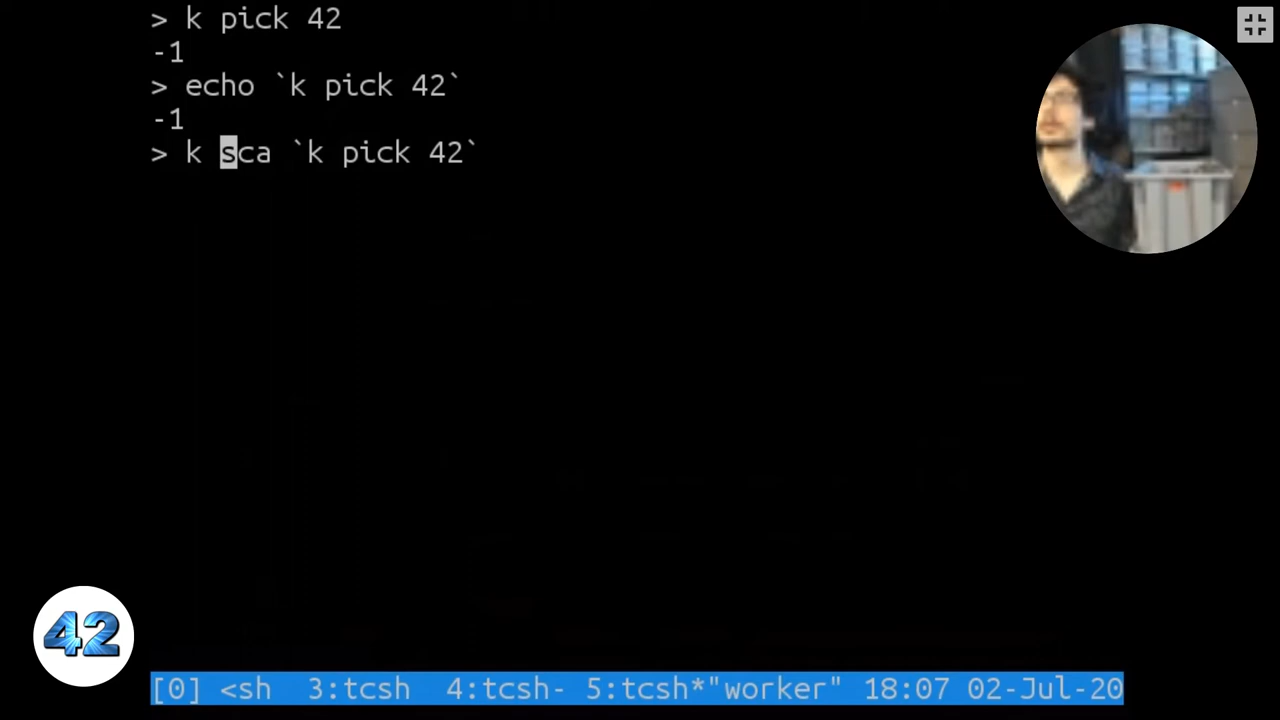 > k pick 42
-1
> echo `k pick 42`
-1
> k sca `k pick 42`
42
[0] <sh  3:tcsh  4:tcsh- 5:tcsh*"worker" 18:07 02-Jul-20